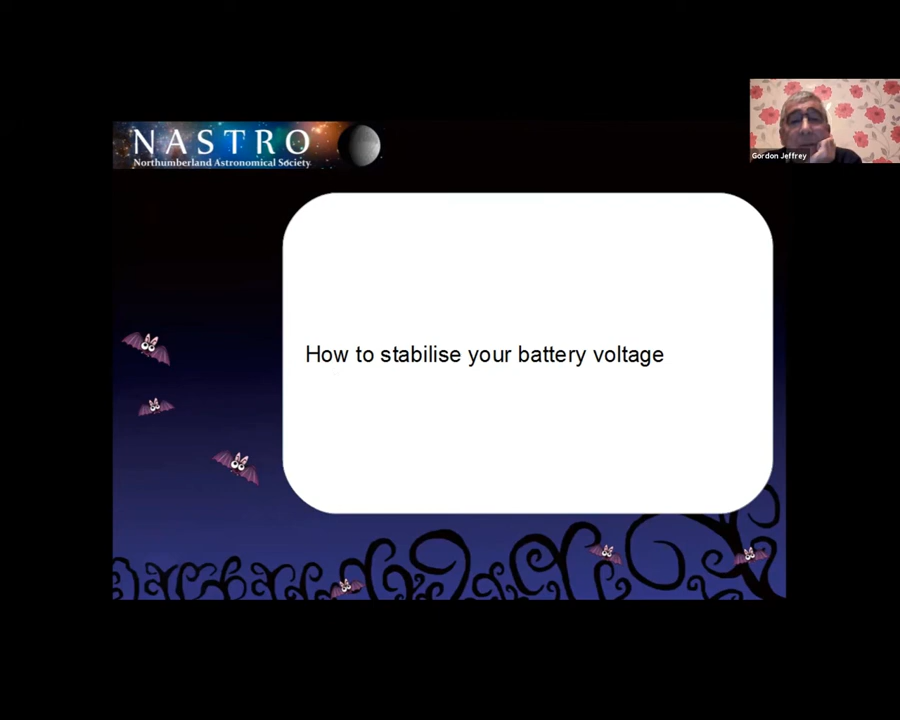 NASTRO
Northumberland Astronomical Society
Gordon Jeffrey
How to stabilise your battery voltage